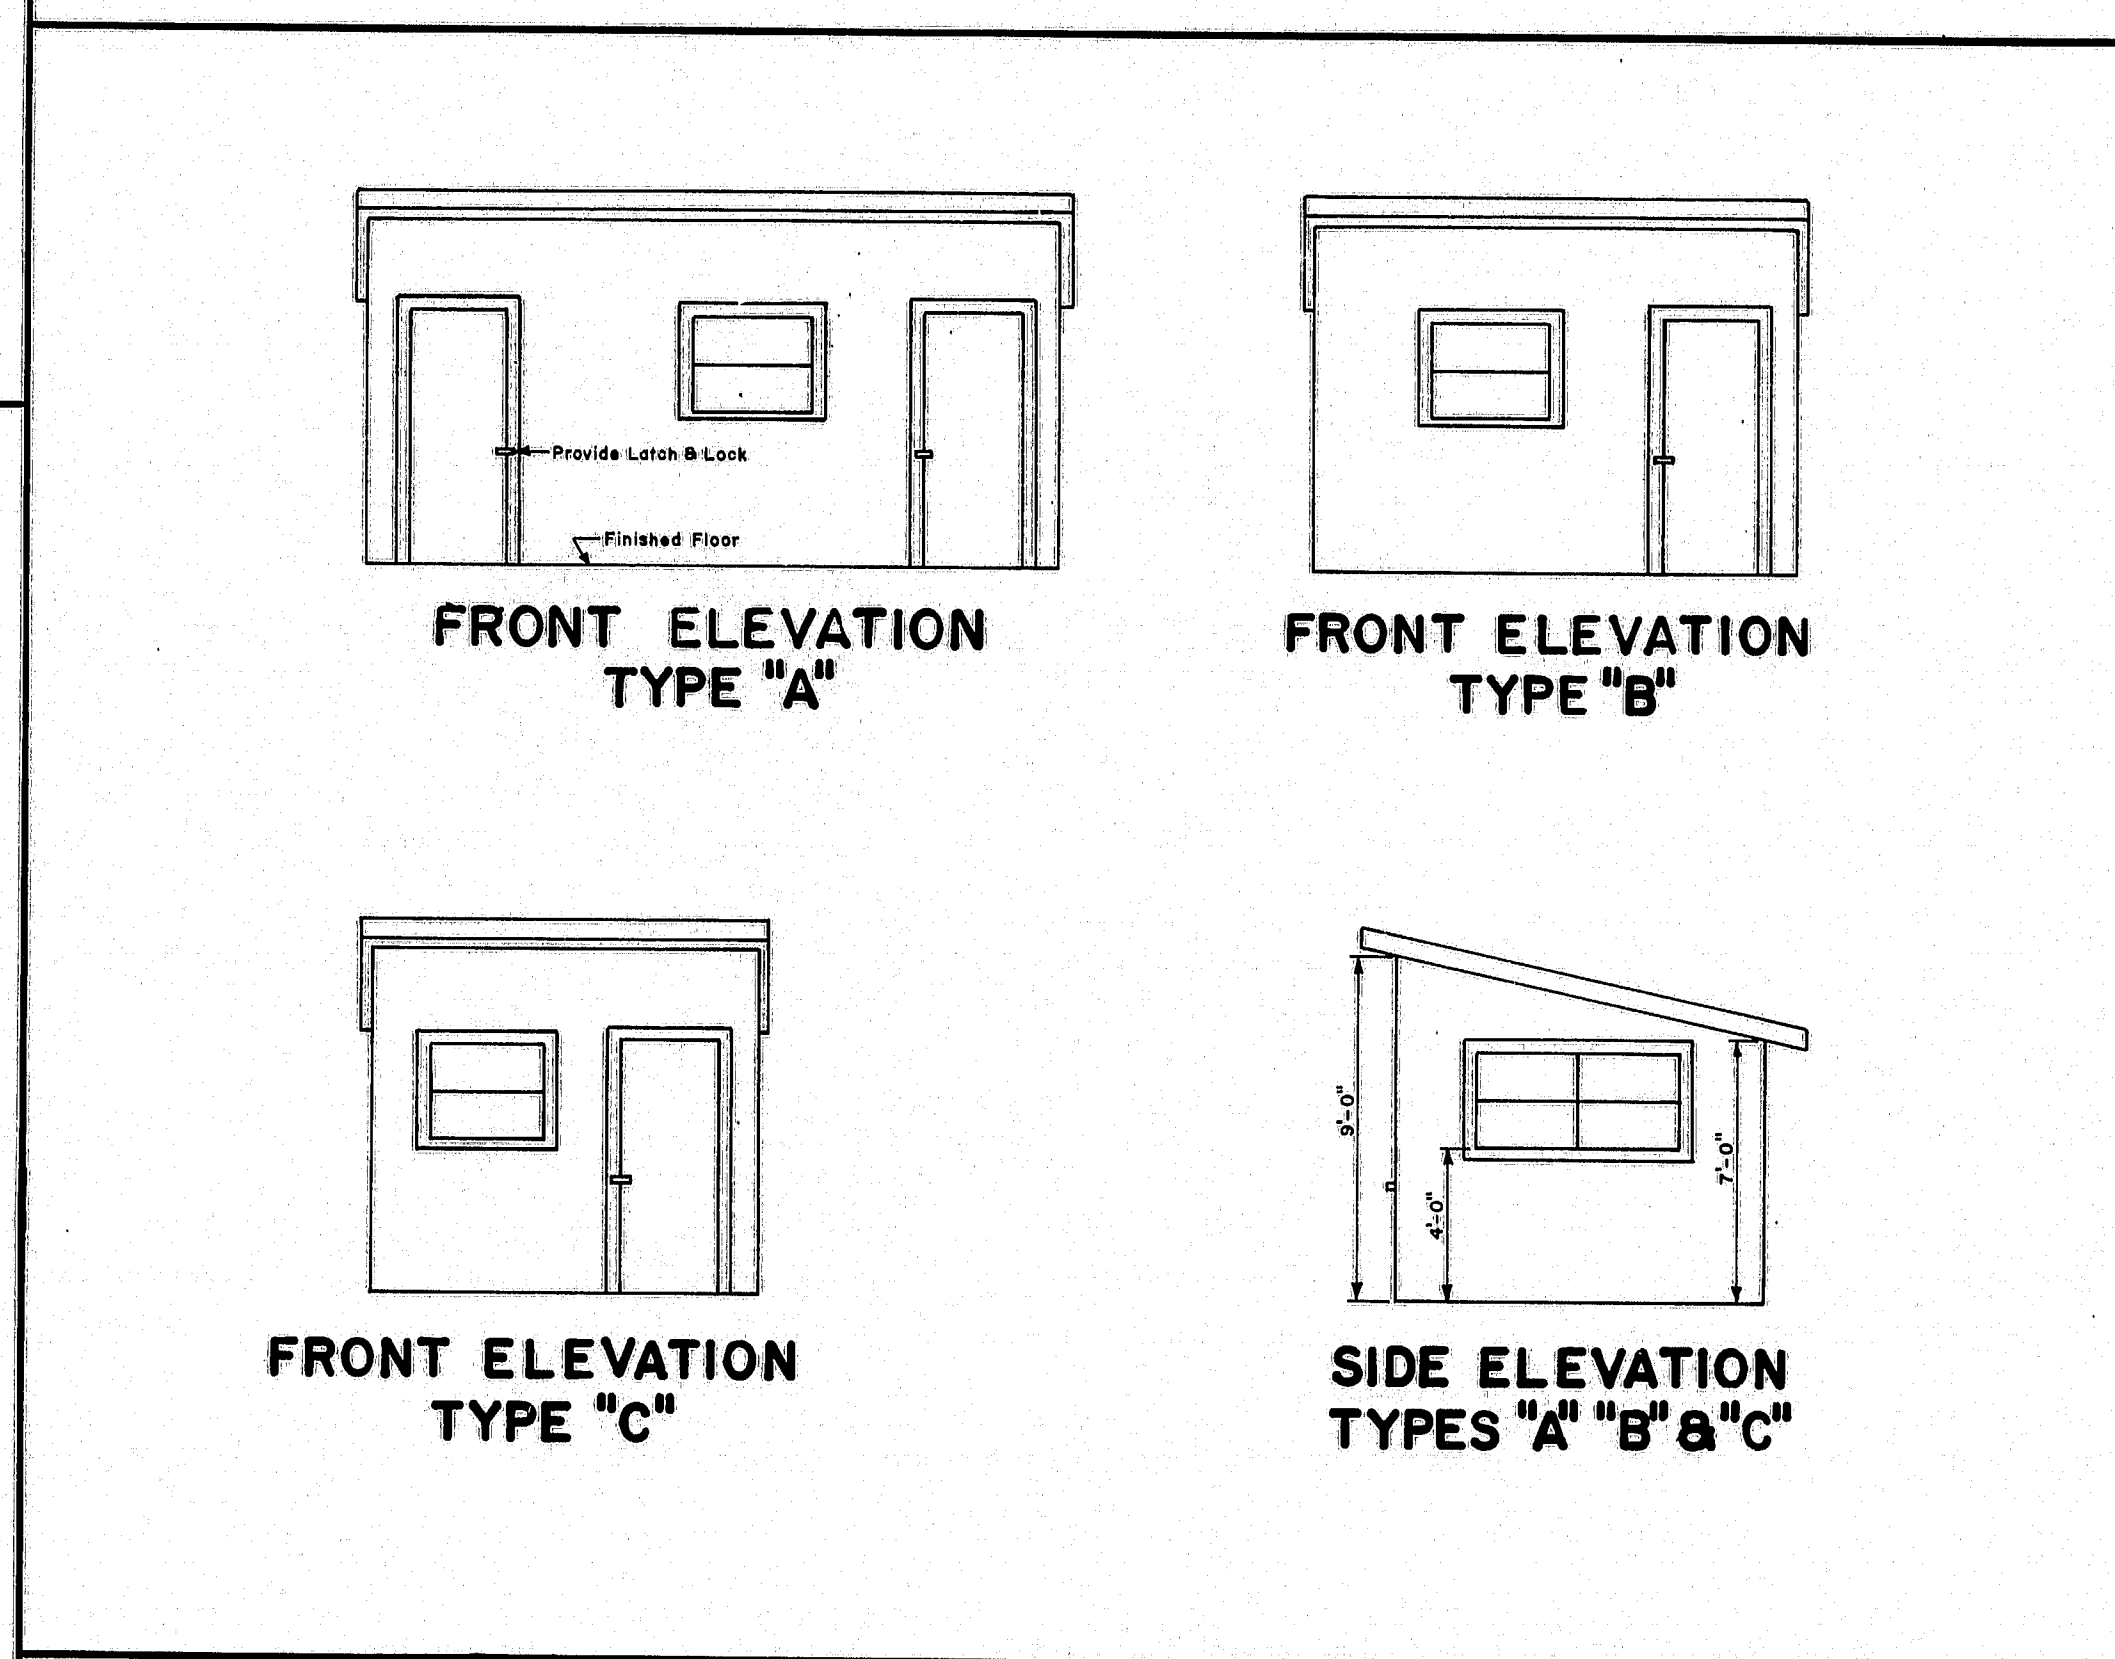 Provide Latch & Lock
Finished Floor
FRONT ELEVATION
TYPE "A"
FRONT ELEVATION
TYPE "B"
9'-0"
4'-0"
7'-0"
FRONT ELEVATION
TYPE "C"
SIDE ELEVATION
TYPES "A" "B" & "C"